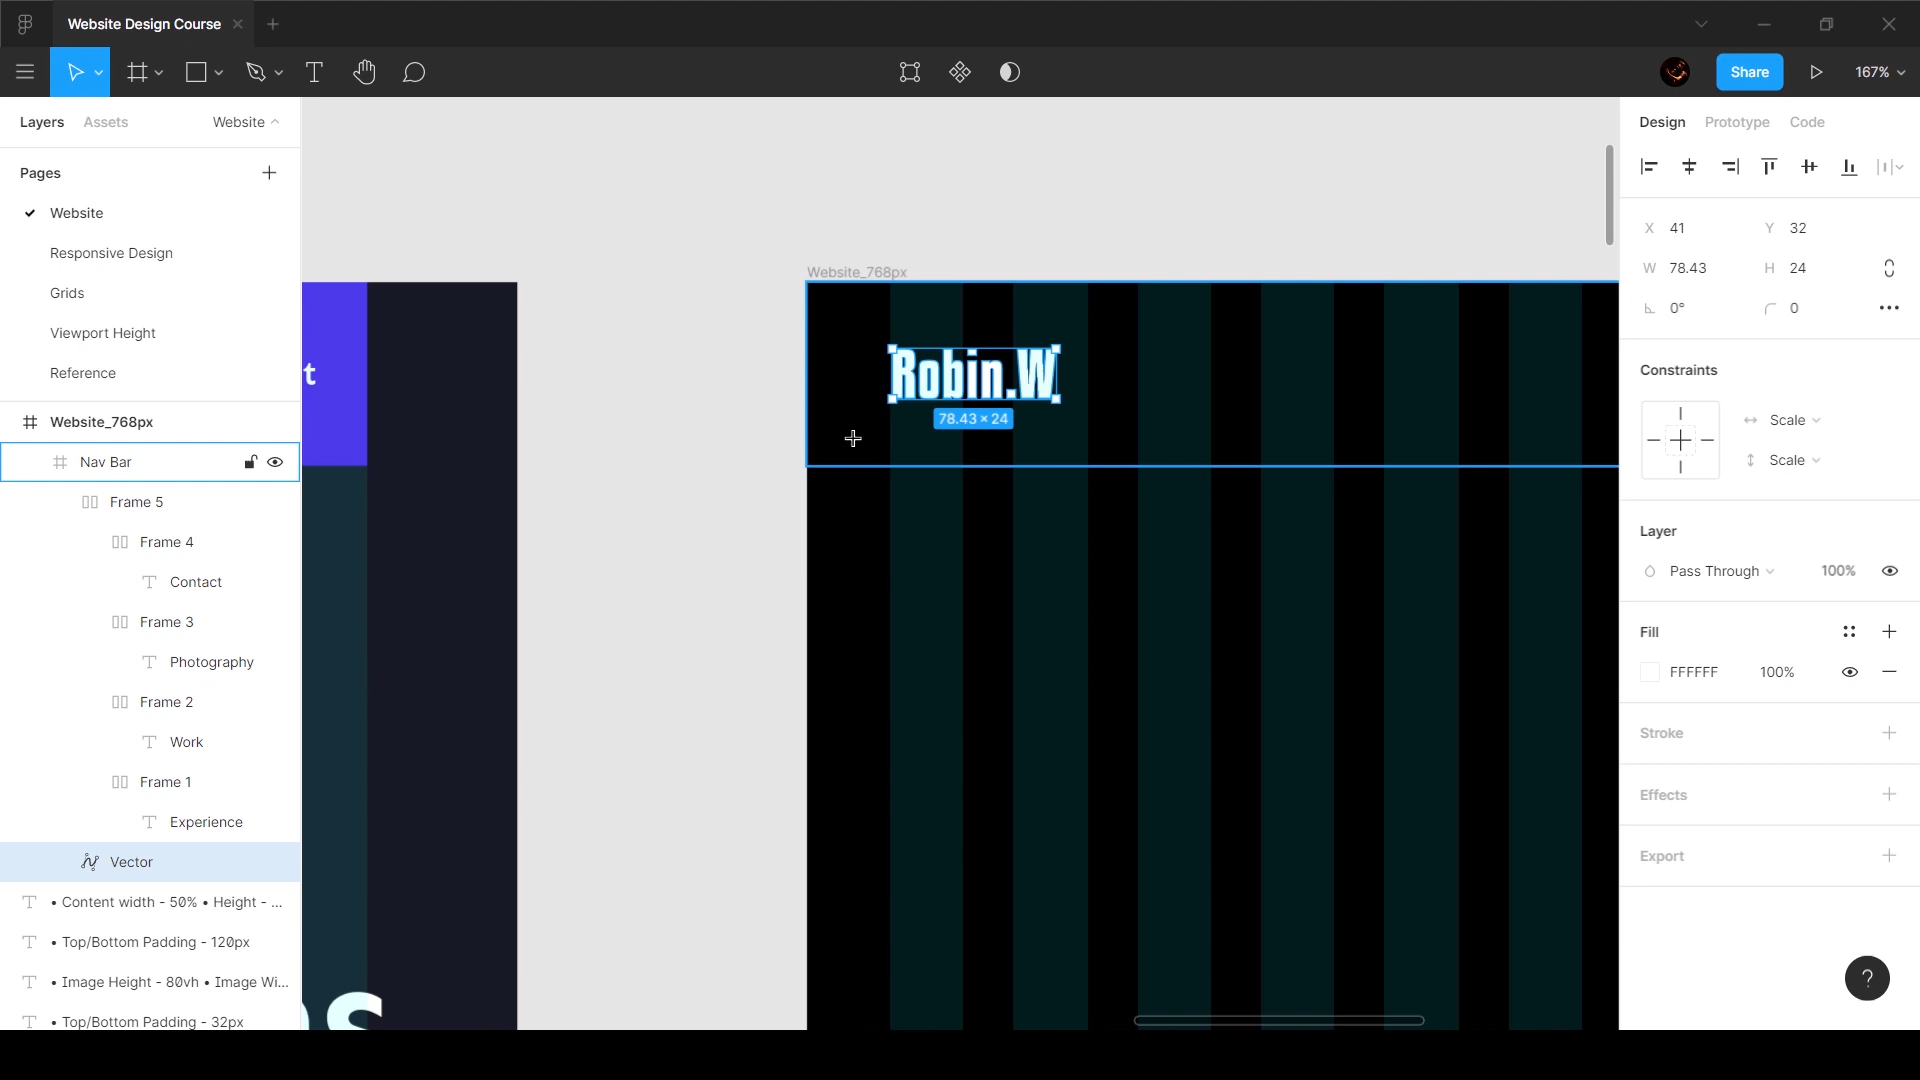 Website Design Course
Share
167%
Layers
Assets
Website
Design
Prototype
Code
Pages
Website
Responsive Design
Grids
Viewport Height
Reference
Website_768px
Nav Bar
Frame 5
Frame 4
Contact
Frame 3
Photography
Frame 2
Work
Frame 1
Experience
Vector
• Content width - 50% • Height - ...
• Top/Bottom Padding - 120px
• Image Height - 80vh • Image Wi...
• Top/Bottom Padding - 32px
t
s
Website_768px
Robin.W
78.43 × 24
X 41
Y 32
W 78.43
H 24
0°
0
Constraints
Scale
Scale
Layer
Pass Through
100%
Fill
FFFFFF
100%
Stroke
Effects
Export
?